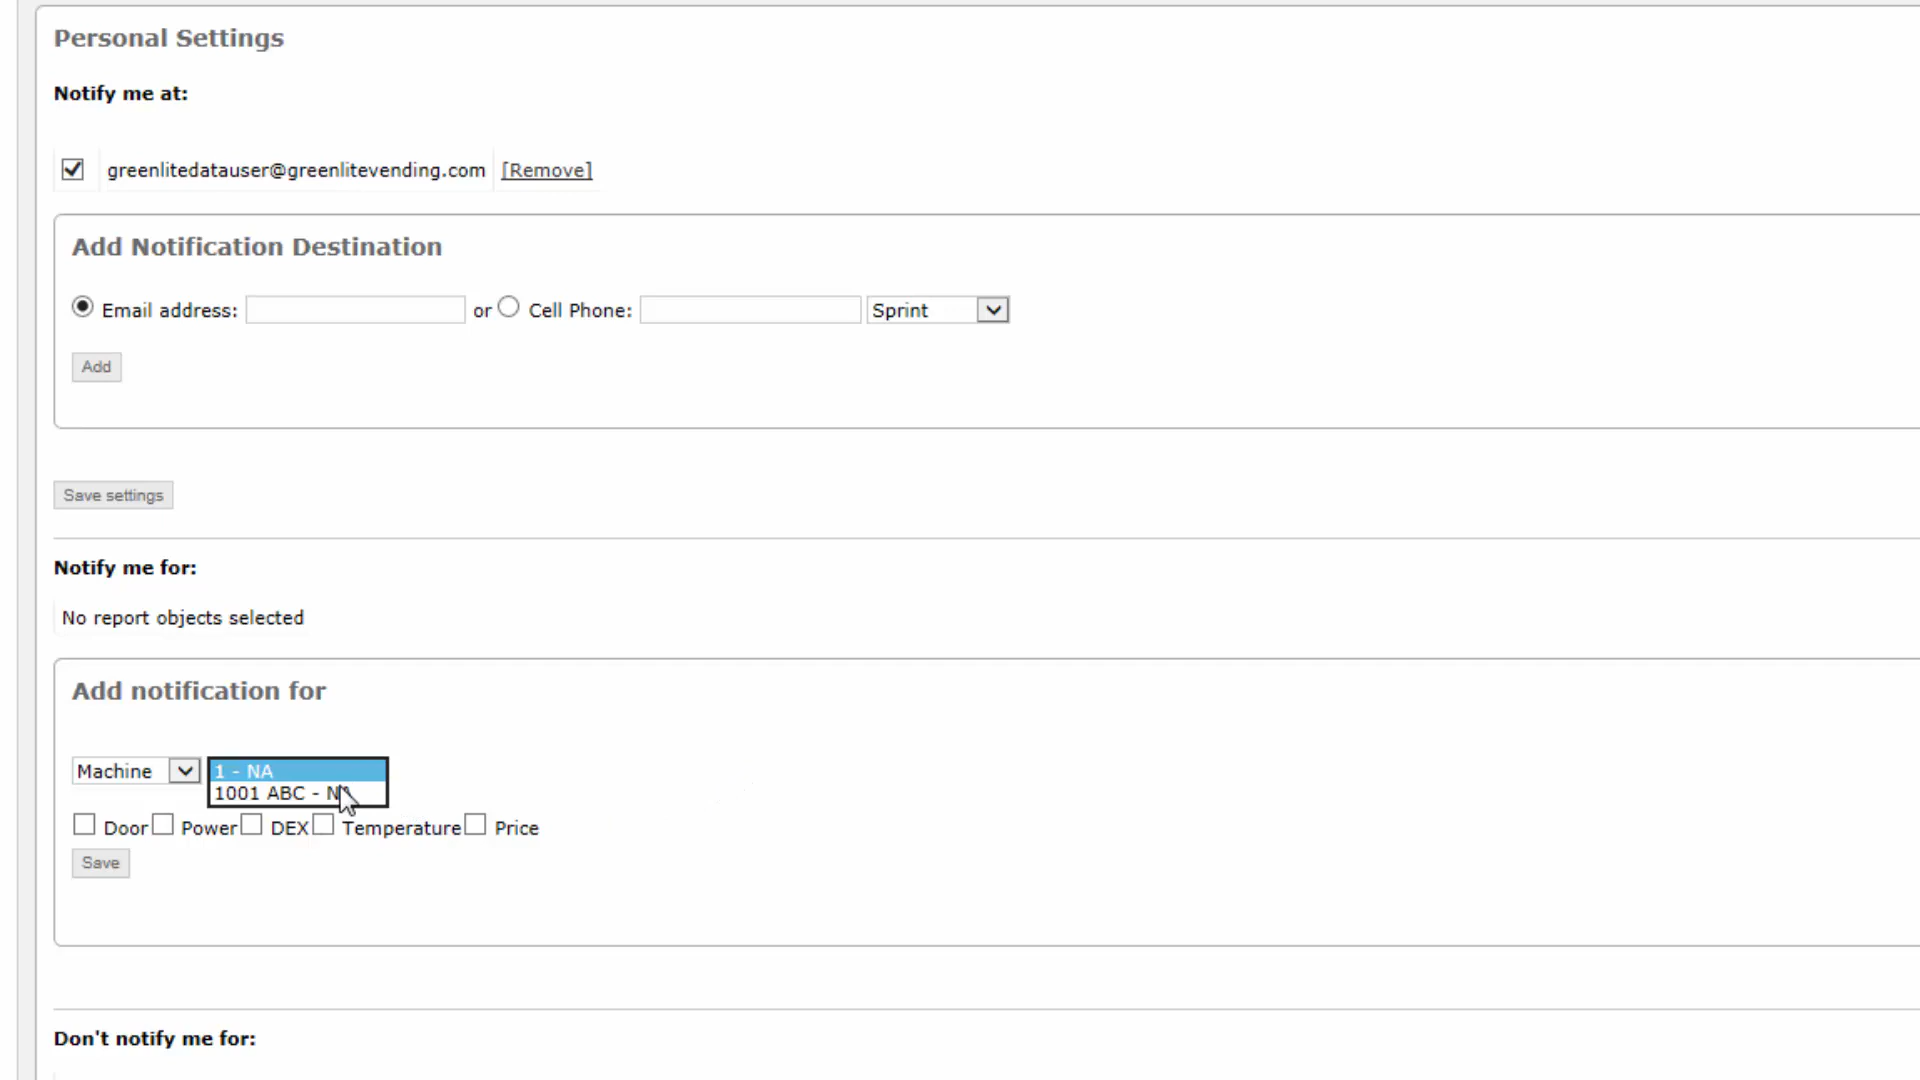 Personal Settings
Notify me at:
greenlitedatauser@greenlitevending.com [Remove]
Add Notification Destination
Email address: or Cell Phone: Sprint
Add
Save settings
Notify me for:
No report objects selected
Add notification for
Machine 1 - NA
1001 ABC - NA
Door Power DEX Temperature Price
Save
Don't notify me for: